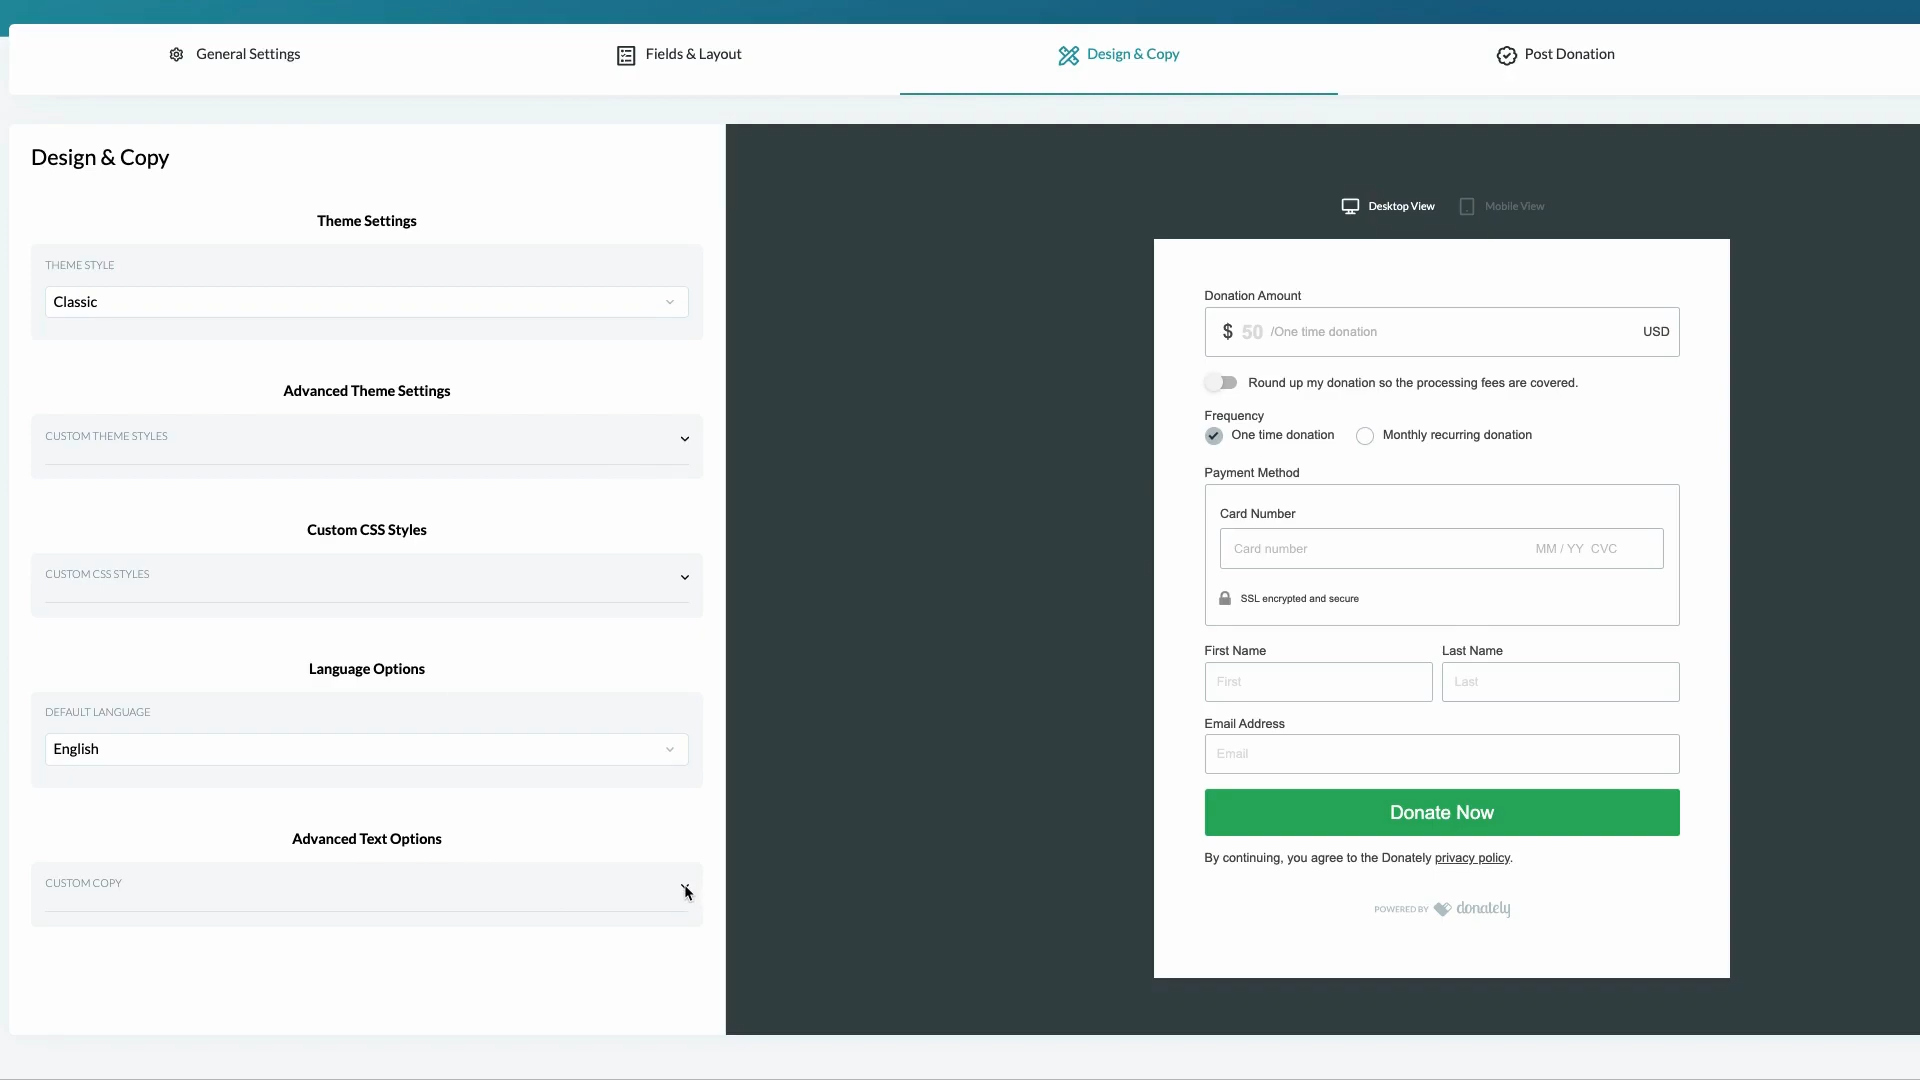 General Settings
Fields & Layout
Design & Copy
Post Donation
Design & Copy
Theme Settings
THEME STYLE
Classic
Advanced Theme Settings
CUSTOM THEME STYLES
Custom CSS Styles
CUSTOM CSS STYLES
Language Options
DEFAULT LANGUAGE
English
Advanced Text Options
CUSTOM COPY
Desktop View
Mobile View
Donation Amount
$ 50 /One time donation USD
Round up my donation so the processing fees are covered.
Frequency
One time donation
Monthly recurring donation
Payment Method
Card Number
Card number MM / YY CVC
SSL encrypted and secure
First Name Last Name
First Last
Email Address
Email
Donate Now
By continuing, you agree to the Donately privacy policy.
POWERED BY donately